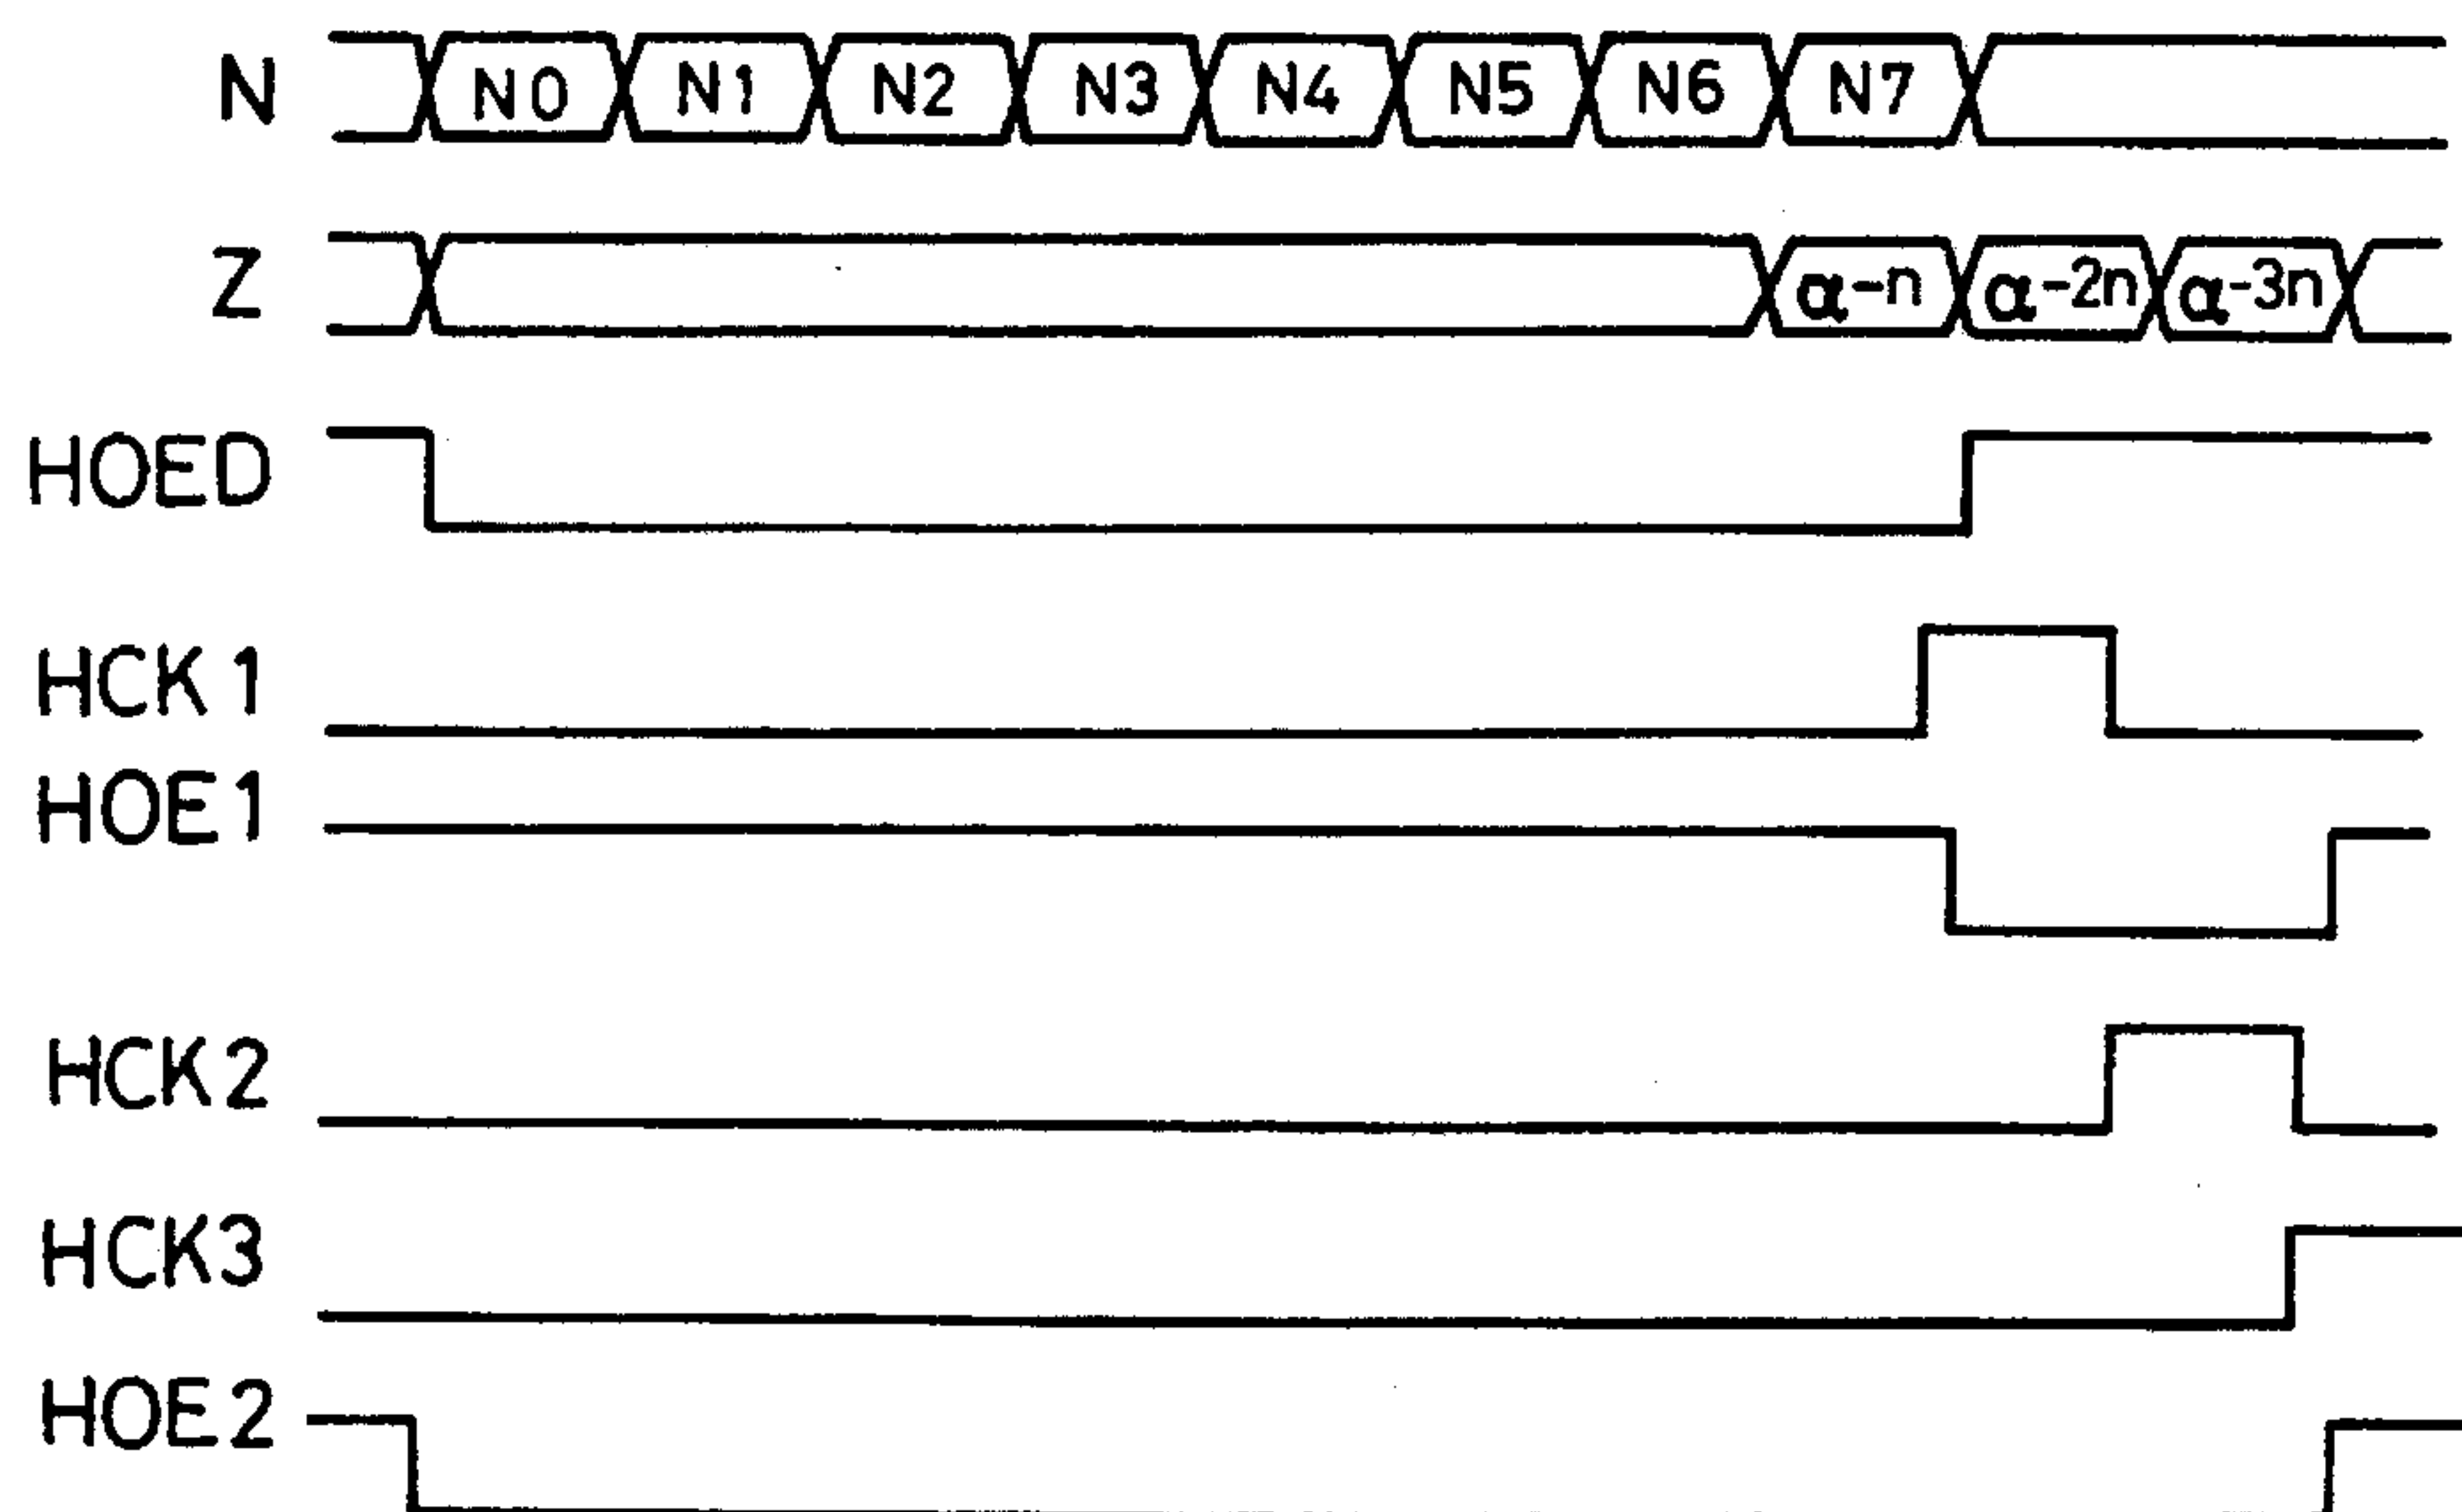 N N0 N1 N2 N3 N4 N5 N6 N7
Z α-n α-2n α-3n
HOED
HCK1
HOE1
HCK2
HCK3
HOE2